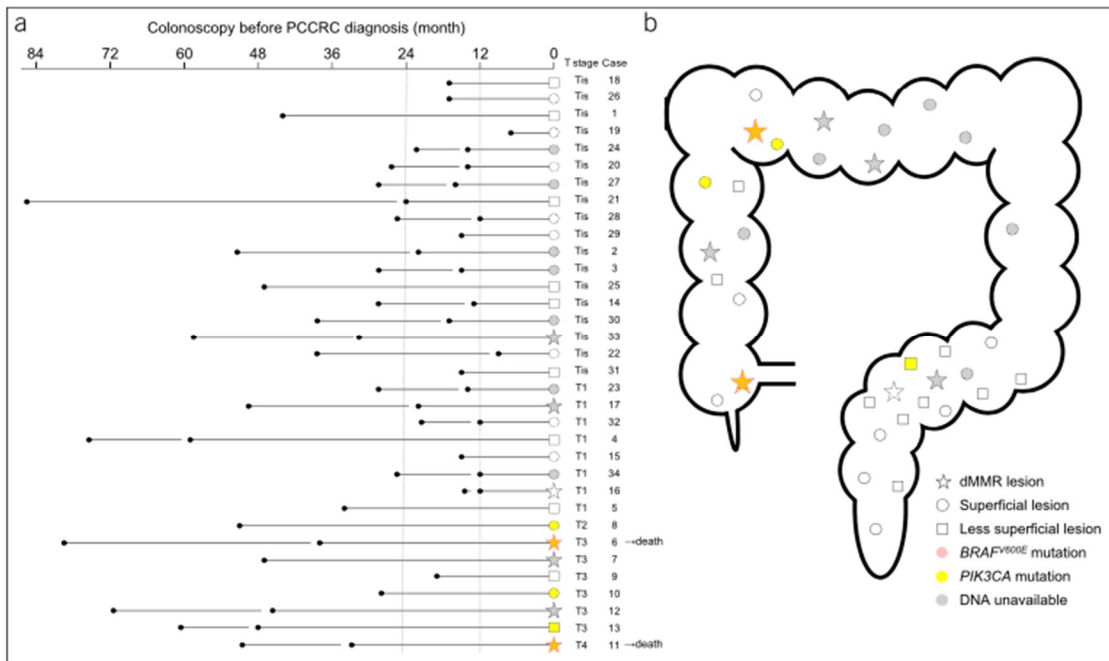 a
Colonoscopy before PCCRC diagnosis (month)
84 72 60 48 36 24 12 0
T stage Case
Tis 18
Tis 26
Tis 1
Tis 19
Tis 24
Tis 20
Tis 27
Tis 21
Tis 28
Tis 29
Tis 2
Tis 3
Tis 25
Tis 14
Tis 30
Tis 33
Tis 22
Tis 31
T1 23
T1 17
T1 32
T1 4
T1 15
T1 34
T1 16
T1 5
T2 8
T3 6 →death
T3 7
T3 9
T3 10
T3 12
T3 13
T4 11 →death
b
dMMR lesion
Superficial lesion
Less superficial lesion
BRAFV600E mutation
PIK3CA mutation
DNA unavailable